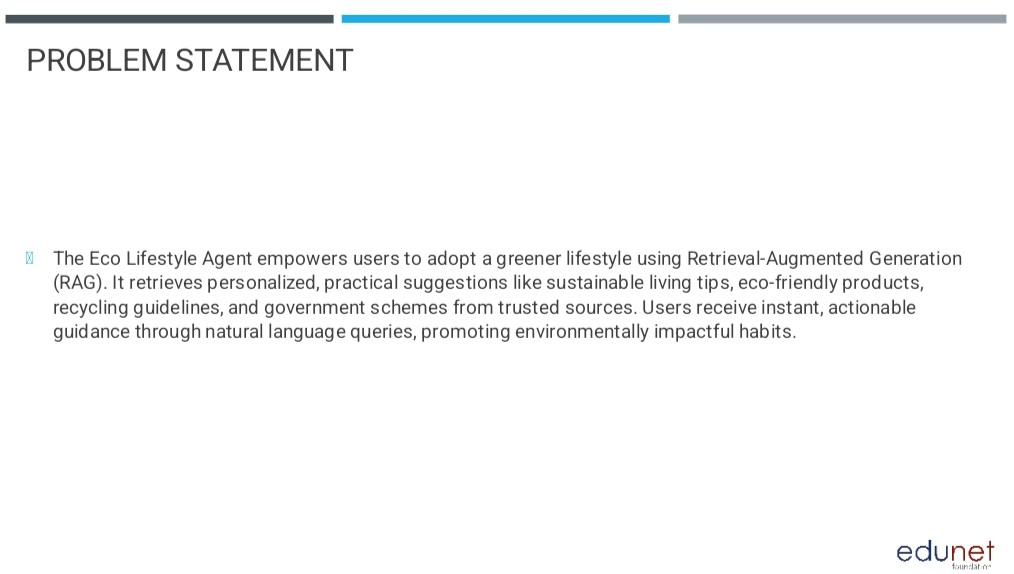 PROBLEM STATEMENT
The Eco Lifestyle Agent empowers users to adopt a greener lifestyle using Retrieval-Augmented Generation
(RAG). It retrieves personalized, practical suggestions like sustainable living tips, eco-friendly products,
recycling guidelines, and government schemes from trusted sources. Users receive instant, actionable
guidance through natural language queries, promoting environmentally impactful habits.
edunet
foundation